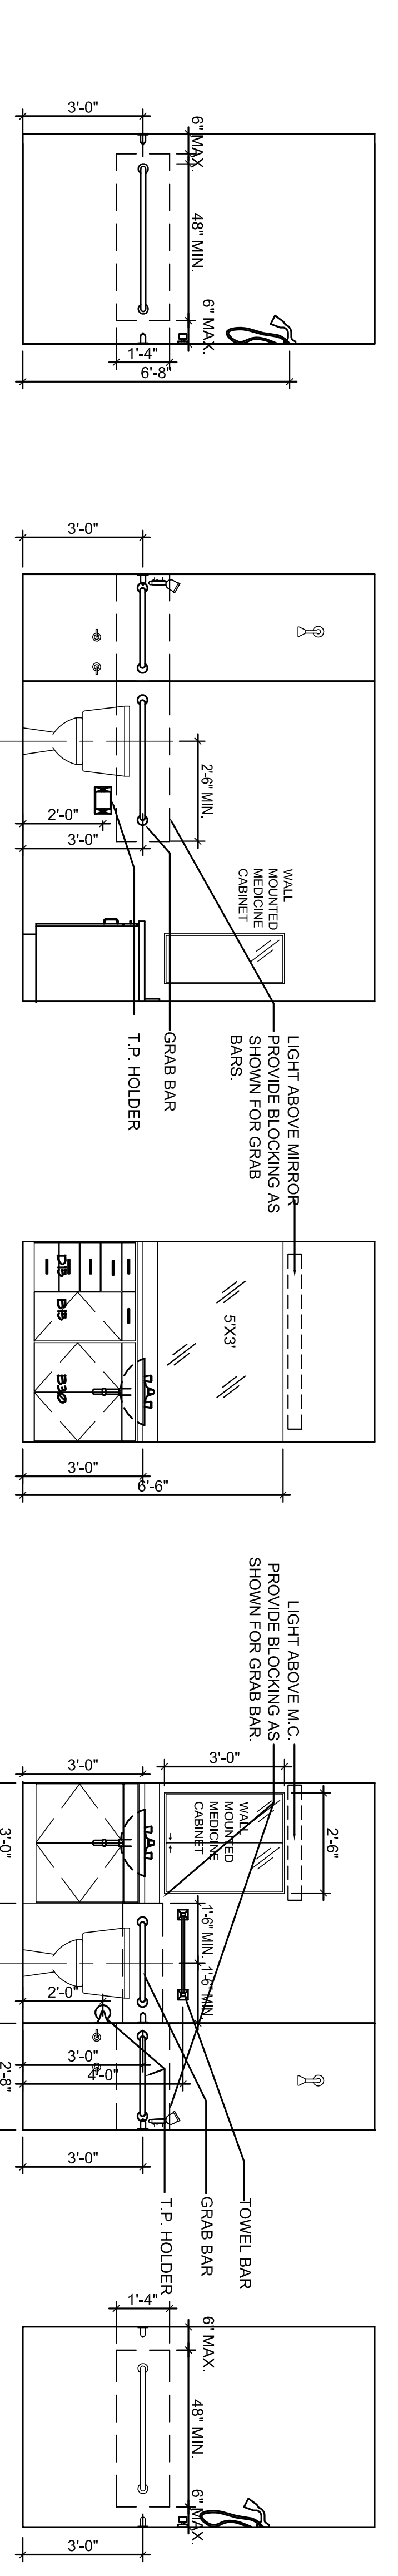 3'-0"
6" MAX.
48" MIN.
6" MAX.
1'-4"
6'-8"
3'-0"
2'-6" MIN.
2'-0"
3'-0"
WALL
MOUNTED
MEDICINE
CABINET
LIGHT ABOVE MIRROR
PROVIDE BLOCKING AS
SHOWN FOR GRAB
BARS.
GRAB BAR
T.P. HOLDER
5'X3'
D15
B15
B30
3'-0"
6'-6"
LIGHT ABOVE M.C.
PROVIDE BLOCKING AS
SHOWN FOR GRAB BAR.
3'-0"
3'-0"
2'-6"
WALL
MOUNTED
MEDICINE
CABINET
3'-0"
1'-6" MIN.
1'-6" MIN.
2'-0"
3'-0"
4'-0"
2'-8"
3'-0"
TOWEL BAR
GRAB BAR
T.P. HOLDER
1'-4"
6" MAX.
48" MIN.
6" MAX.
3'-0"